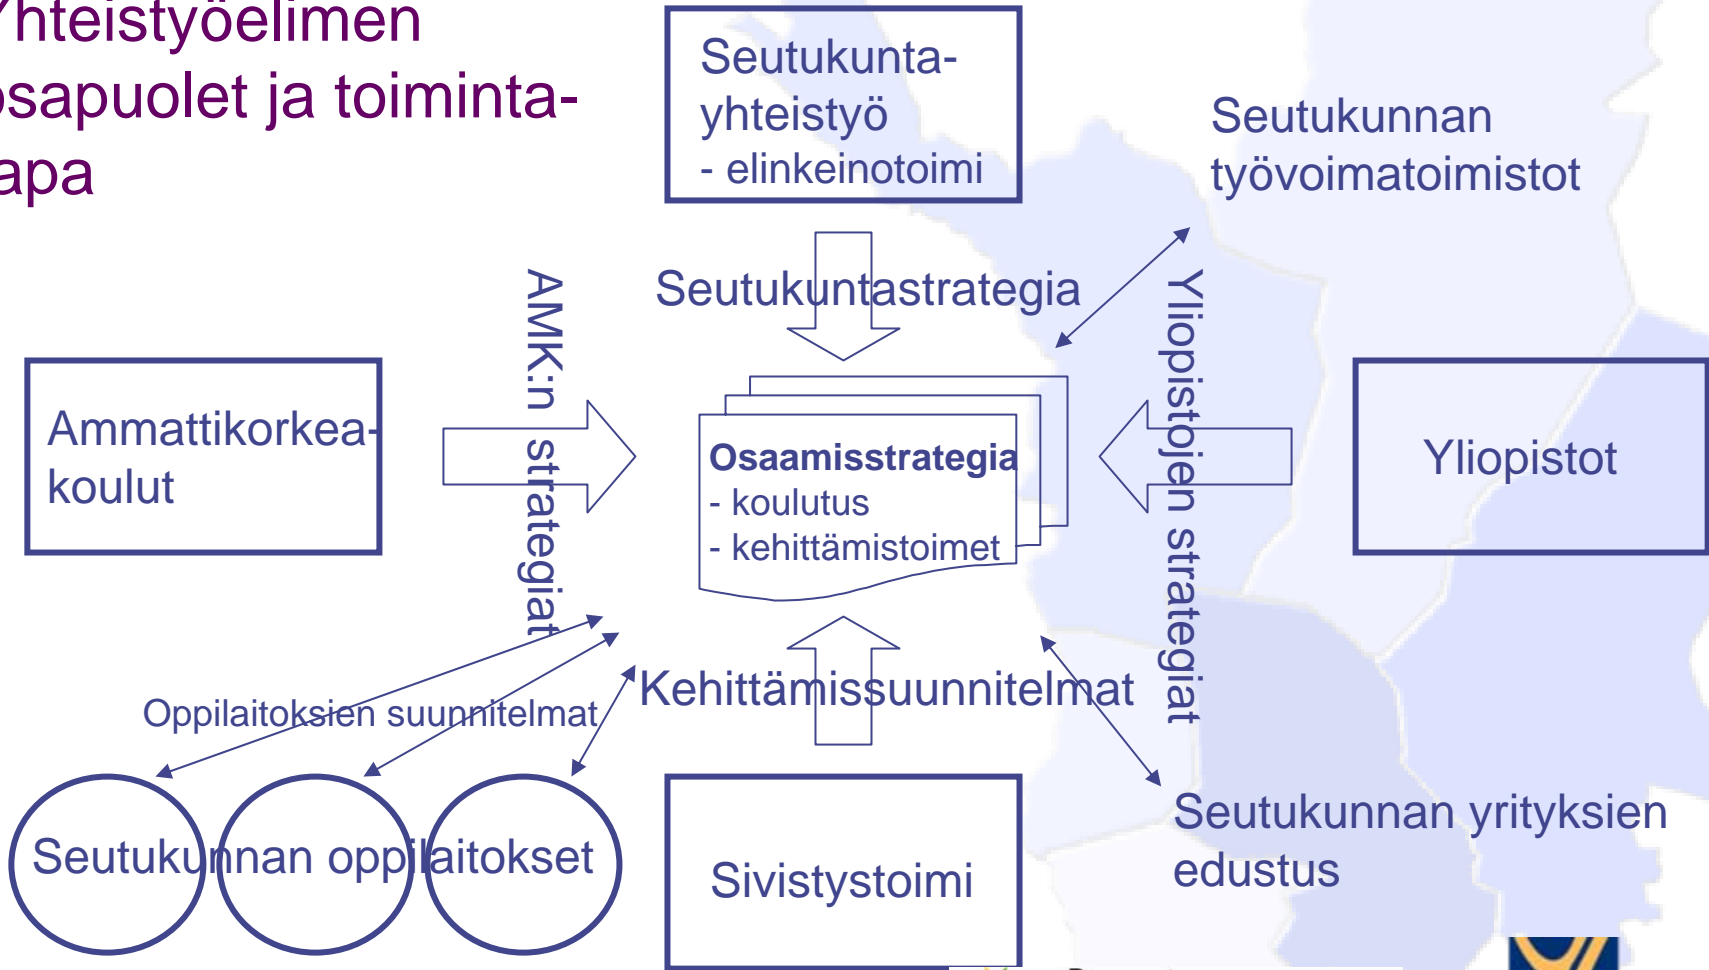 Yhteistyöelimen
osapuolet ja toiminta-
tapa
Seutukunta-
yhteistyö
- elinkeinotoimi
Seutukunnan
työvoimatoimistot
Seutukuntastrategia
AMK:n strategiat
Yliopistojen strategiat
Ammattikorkea-
koulut
Osaamisstrategia
- koulutus
- kehittämistoimet
Yliopistot
Kehittämissuunnitelmat
Oppilaitoksien suunnitelmat
Seutukunnan oppilaitokset
Sivistystoimi
Seutukunnan yrityksien
edustus